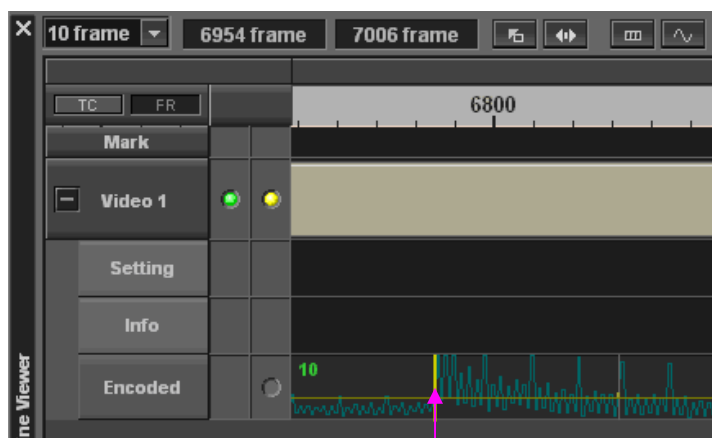 10 frame 6954 frame 7006 frame
TC FR 6800
Mark
Video 1
Setting
Info
10
Encoded
ne Viewer